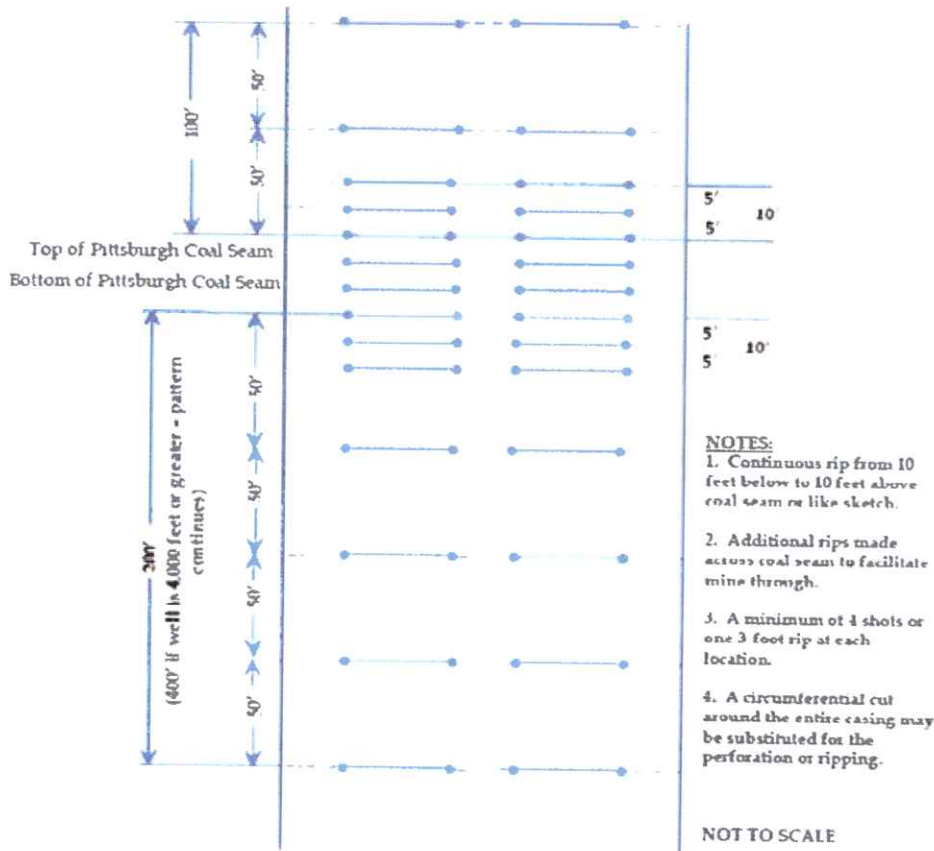 50'
100'
50'
5'
10'
5'
Top of Pittsburgh Coal Seam
Bottom of Pittsburgh Coal Seam
5'
10'
5'
200'
(400' if well is 4,000 feet or greater - pattern
continues)
50'
50'
50'
50'
NOTES:
1. Continuous rip from 10
feet below to 10 feet above
coal seam or like sketch.
2. Additional rips made
across coal seam to facilitate
mine through.
3. A minimum of 4 shots or
one 3 foot rip at each
location.
4. A circumferential cut
around the entire casing may
be substituted for the
perforation or ripping.
NOT TO SCALE